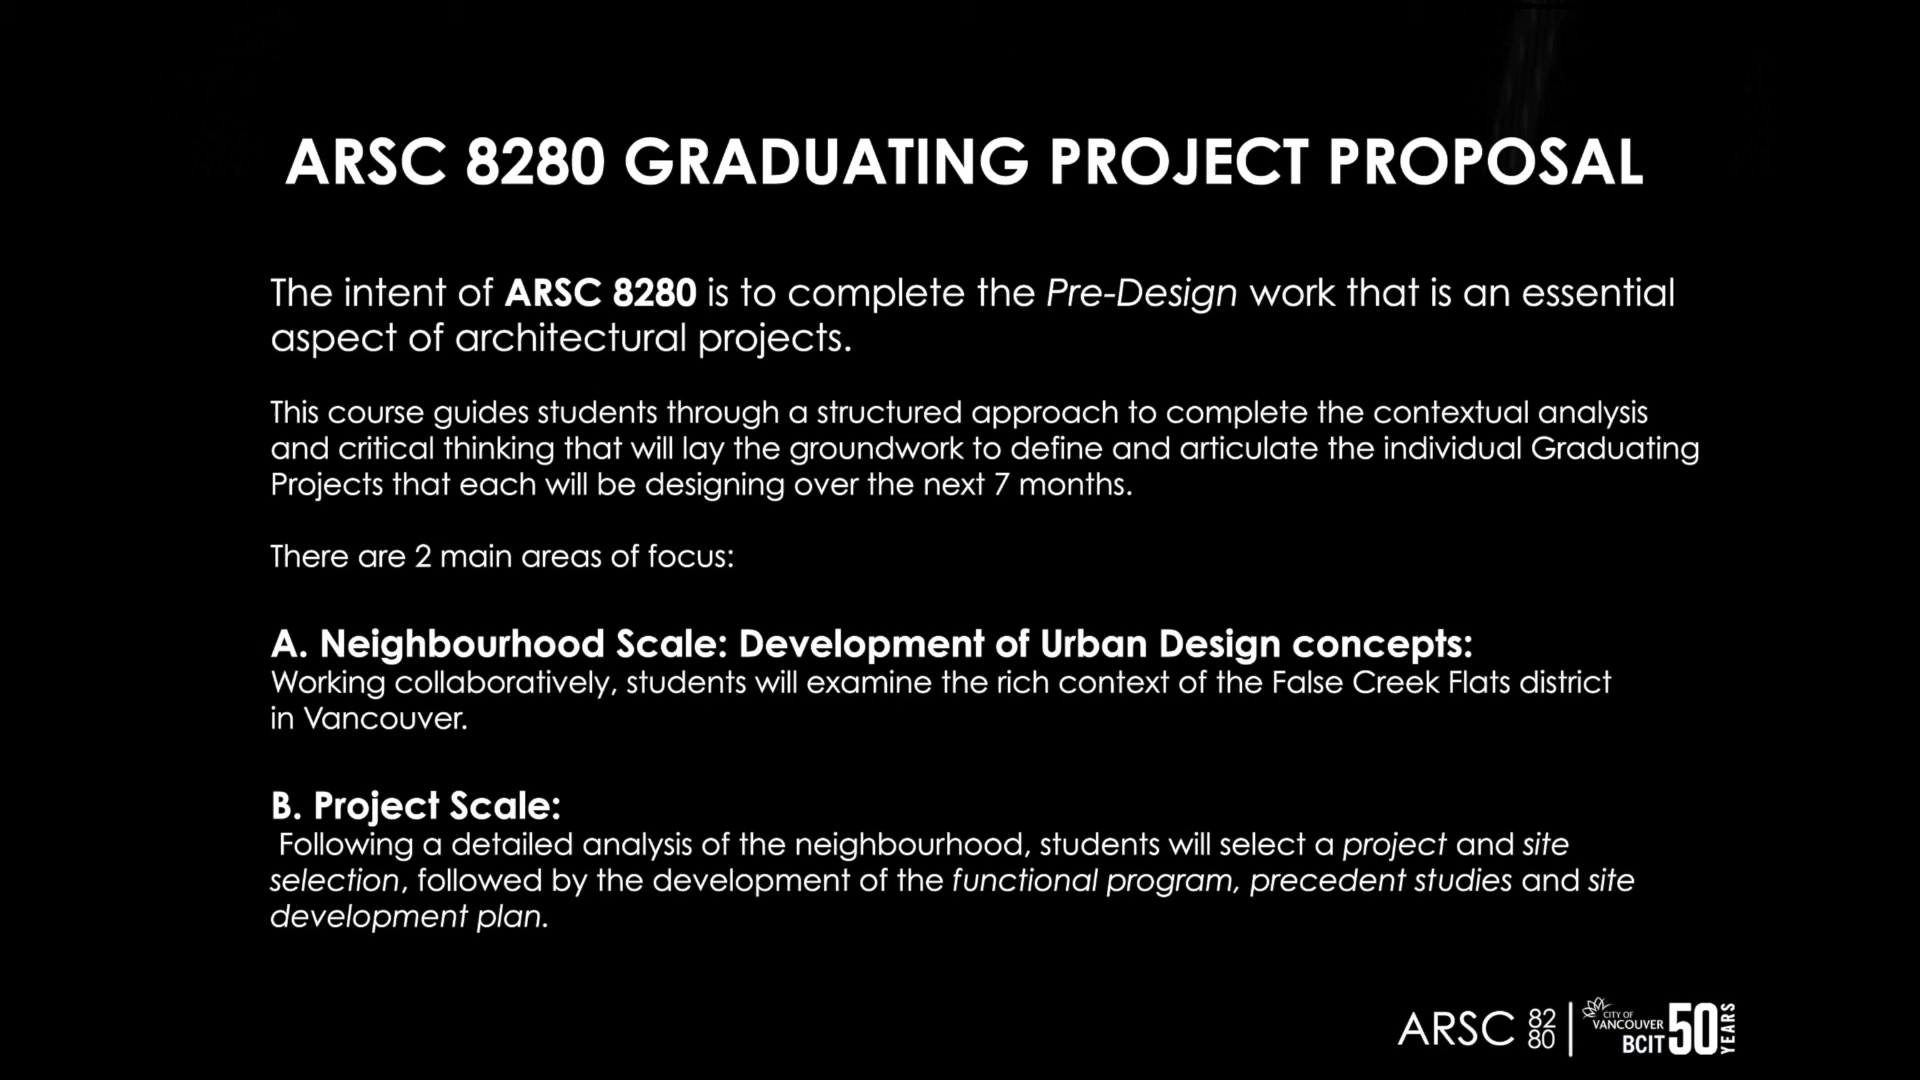 ARSC 8280 GRADUATING PROJECT PROPOSAL
The intent of ARSC 8280 is to complete the Pre-Design work that is an essential
aspect of architectural projects.
This course guides students through a structured approach to complete the contextual analysis
and critical thinking that will lay the groundwork to define and articulate the individual Graduating
Projects that each will be designing over the next 7 months.
There are 2 main areas of focus:
A. Neighbourhood Scale: Development of Urban Design concepts:
Working collaboratively, students will examine the rich context of the False Creek Flats district
in Vancouver.
B. Project Scale:
Following a detailed analysis of the neighbourhood, students will select a project and site
selection, followed by the development of the functional program, precedent studies and site
development plan.
ARSC 82 80
CITY OF
VANCOUVER
BCIT 50 YEARS